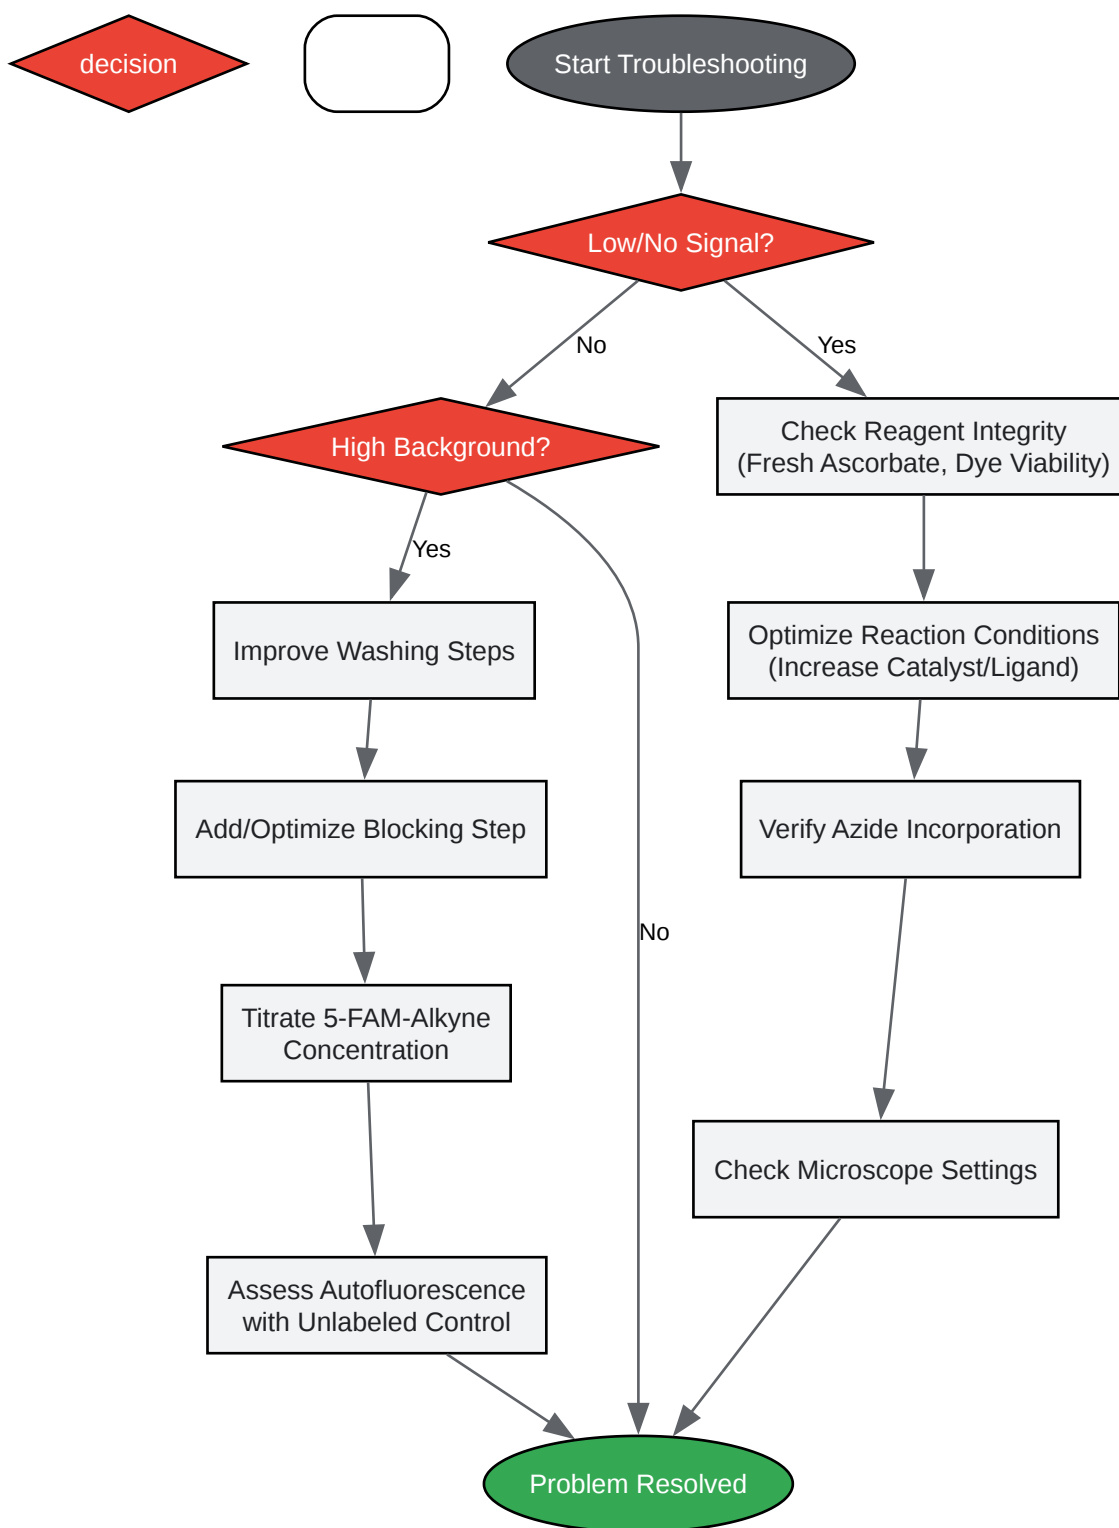 decision
Start Troubleshooting
Low/No Signal?
No
Yes
High Background?
Check Reagent Integrity
(Fresh Ascorbate, Dye Viability)
Yes
Improve Washing Steps
Optimize Reaction Conditions
(Increase Catalyst/Ligand)
Add/Optimize Blocking Step
Verify Azide Incorporation
No
Titrate 5-FAM-Alkyne
Concentration
Check Microscope Settings
Assess Autofluorescence
with Unlabeled Control
Problem Resolved